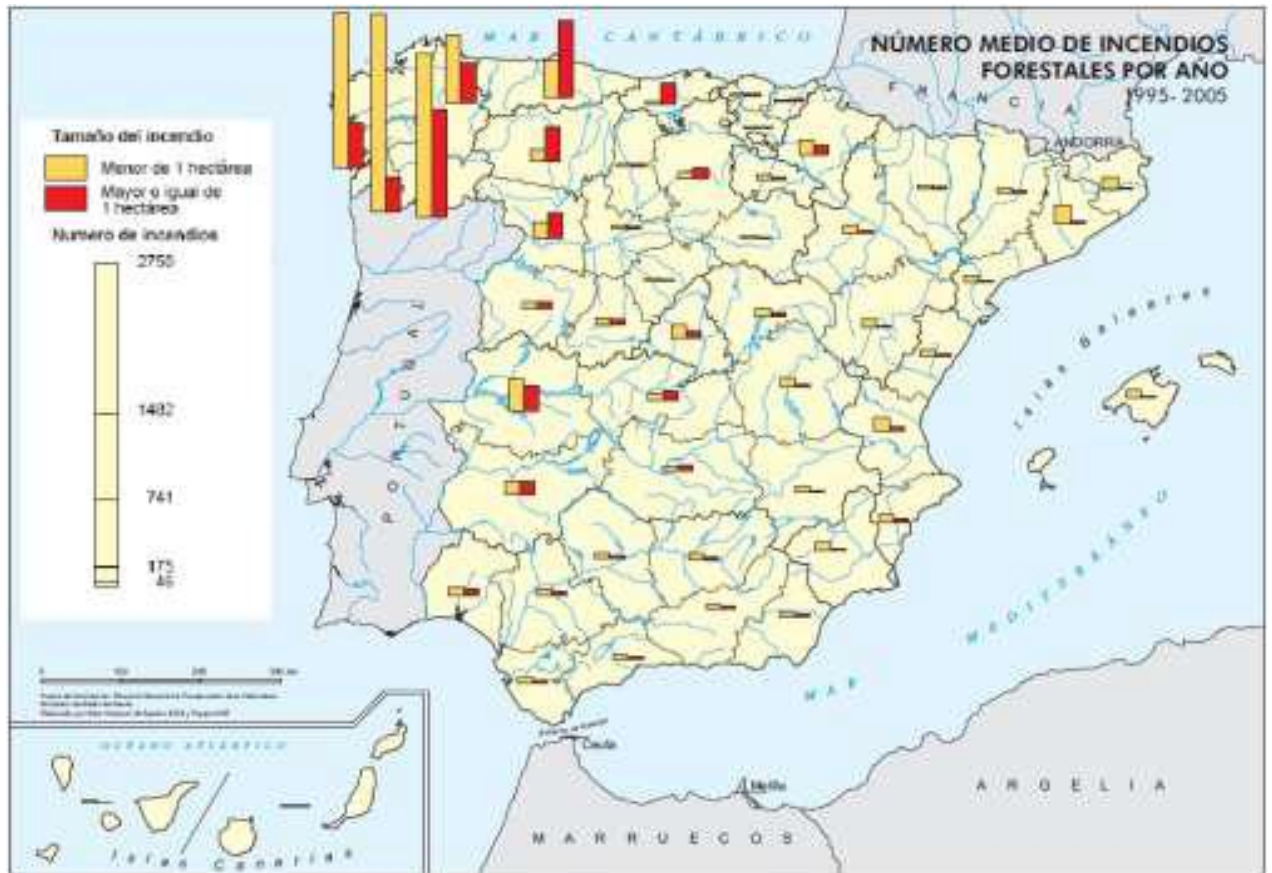 MAR CANTÁBRICO
NÚMERO MEDIO DE INCENDIOS
FORESTALES POR AÑO
1995- 2005
FRANCIA
ANDORRA
Tamaño del incendio
Menor de 1 hectárea
Mayor o igual de
1 hectárea
Numero de incendios
2750
1482
741
175
46
PORTUGAL
Islas Baleares
MAR MEDITERRÁNEO
OCÉANO ATLÁNTICO
Islas Canarias
Ceuta
Melilla
MARRUECOS
ARGELIA